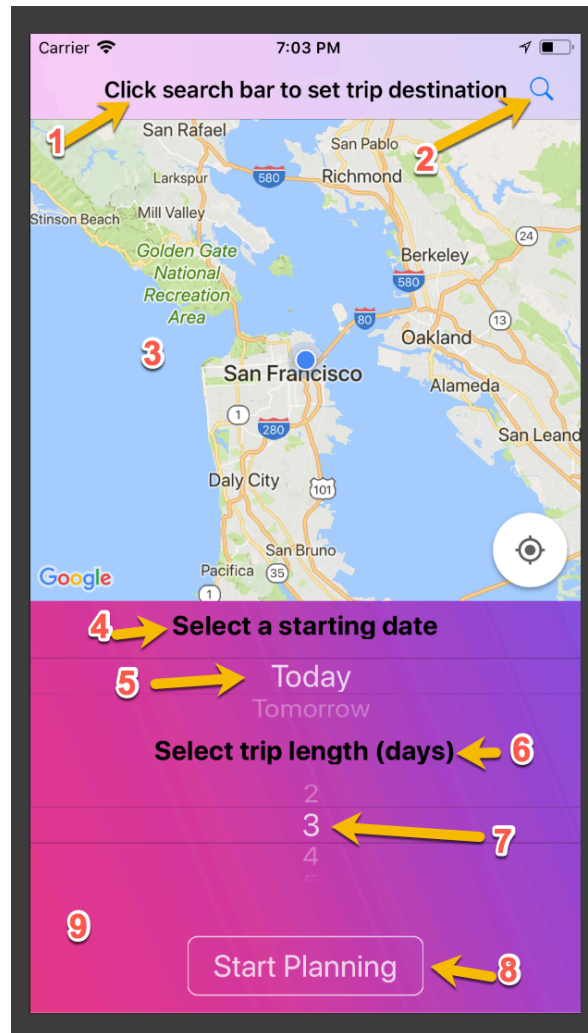 Carrier 7:03 PM
Click search bar to set trip destination
1
2
San Rafael
San Pablo
Larkspur
580
Richmond
Stinson Beach
Mill Valley
24
Golden Gate
National
Recreation
Area
Berkeley
580
80
13
3
Oakland
San Francisco
Alameda
1
280
San Leand
Daly City
101
San Bruno
Google
Pacifica
35
1
4
Select a starting date
5
Today
Tomorrow
Select trip length (days)
6
2
3
7
4
5
9
Start Planning
8